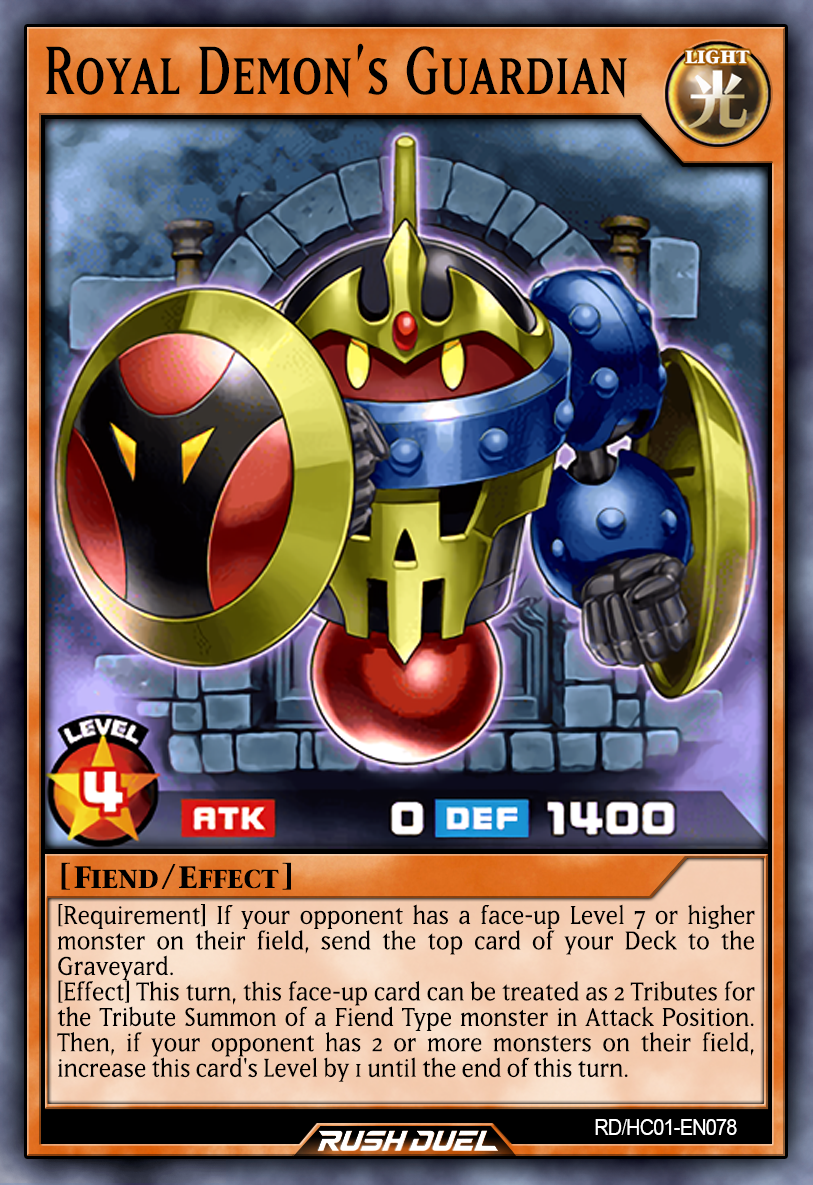 Royal Demon's Guardian
LIGHT
光
LEVEL
4
ATK 0 DEF 1400
[Fiend/Effect]
[Requirement] If your opponent has a face-up Level 7 or higher
monster on their field, send the top card of your Deck to the
Graveyard.
[Effect] This turn, this face-up card can be treated as 2 Tributes for
the Tribute Summon of a Fiend Type monster in Attack Position.
Then, if your opponent has 2 or more monsters on their field,
increase this card's Level by 1 until the end of this turn.
RD/HC01-EN078
RUSH DUEL